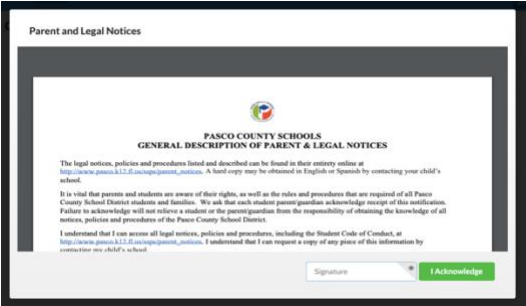 Parent and Legal Notices
PASCO COUNTY SCHOOLS
GENERAL DESCRIPTION OF PARENT & LEGAL NOTICES
The legal notices, policies and procedures listed and described can be found in their entirety online at
http://www.pasco.k12.fl.us/ssps/parent_notices. A hard copy may be obtained in English or Spanish by contacting your child's
school.
It is vital that parents and students are aware of their rights, as well as the rules and procedures that are required of all Pasco
County School District students and families. We ask that each student parent/guardian acknowledge receipt of this notification.
Failure to acknowledge will not relieve a student or the parent/guardian from the responsibility of obtaining the knowledge of all
notices, policies and procedures of the Pasco County School District.
I understand that I can access all legal notices, policies and procedures, including the Student Code of Conduct, at
http://www.pasco.k12.fl.us/ssps/parent_notices. I understand that I can request a copy of any piece of this information by
contacting my child's school.
Signature
I Acknowledge